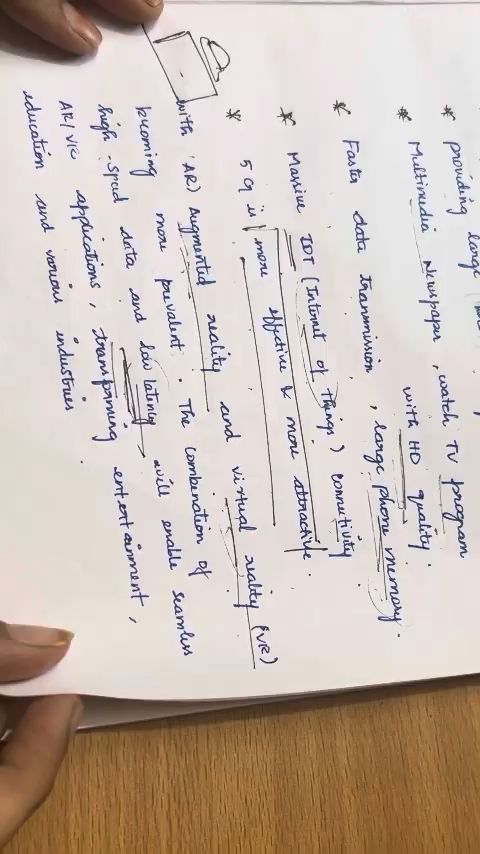 * providing large
* Multimedia Newspaper, watch TV program
with HD quality.
* Faster data tranmission, large phone memory.
* Massive IOT (Internet of things) connectivity
* 5G is more effective & more attractive.
with (AR) Augmented reality and virtual reality (VR)
becoming more prevalent. The combenation of
high-speed data and low latency will enable seamless
AR/VR applications, transforming entertainment,
education and various industries